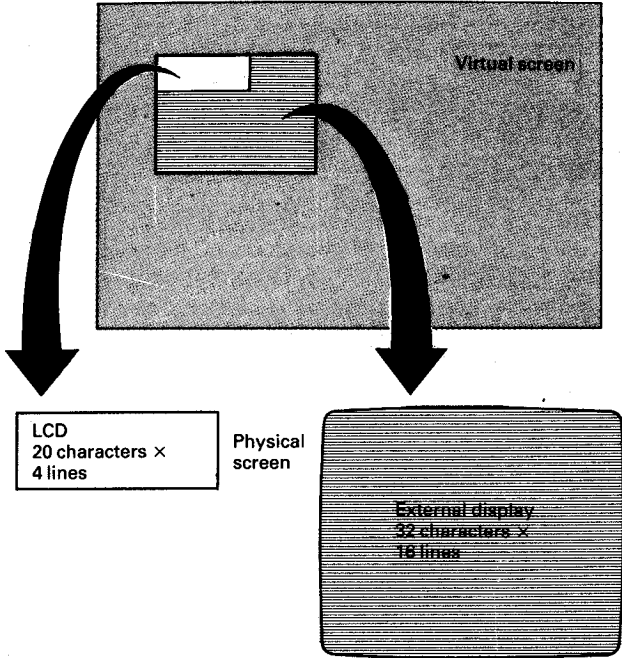 Virtual screen
LCD
20 characters ×
4 lines
Physical
screen
External display
32 characters ×
16 lines